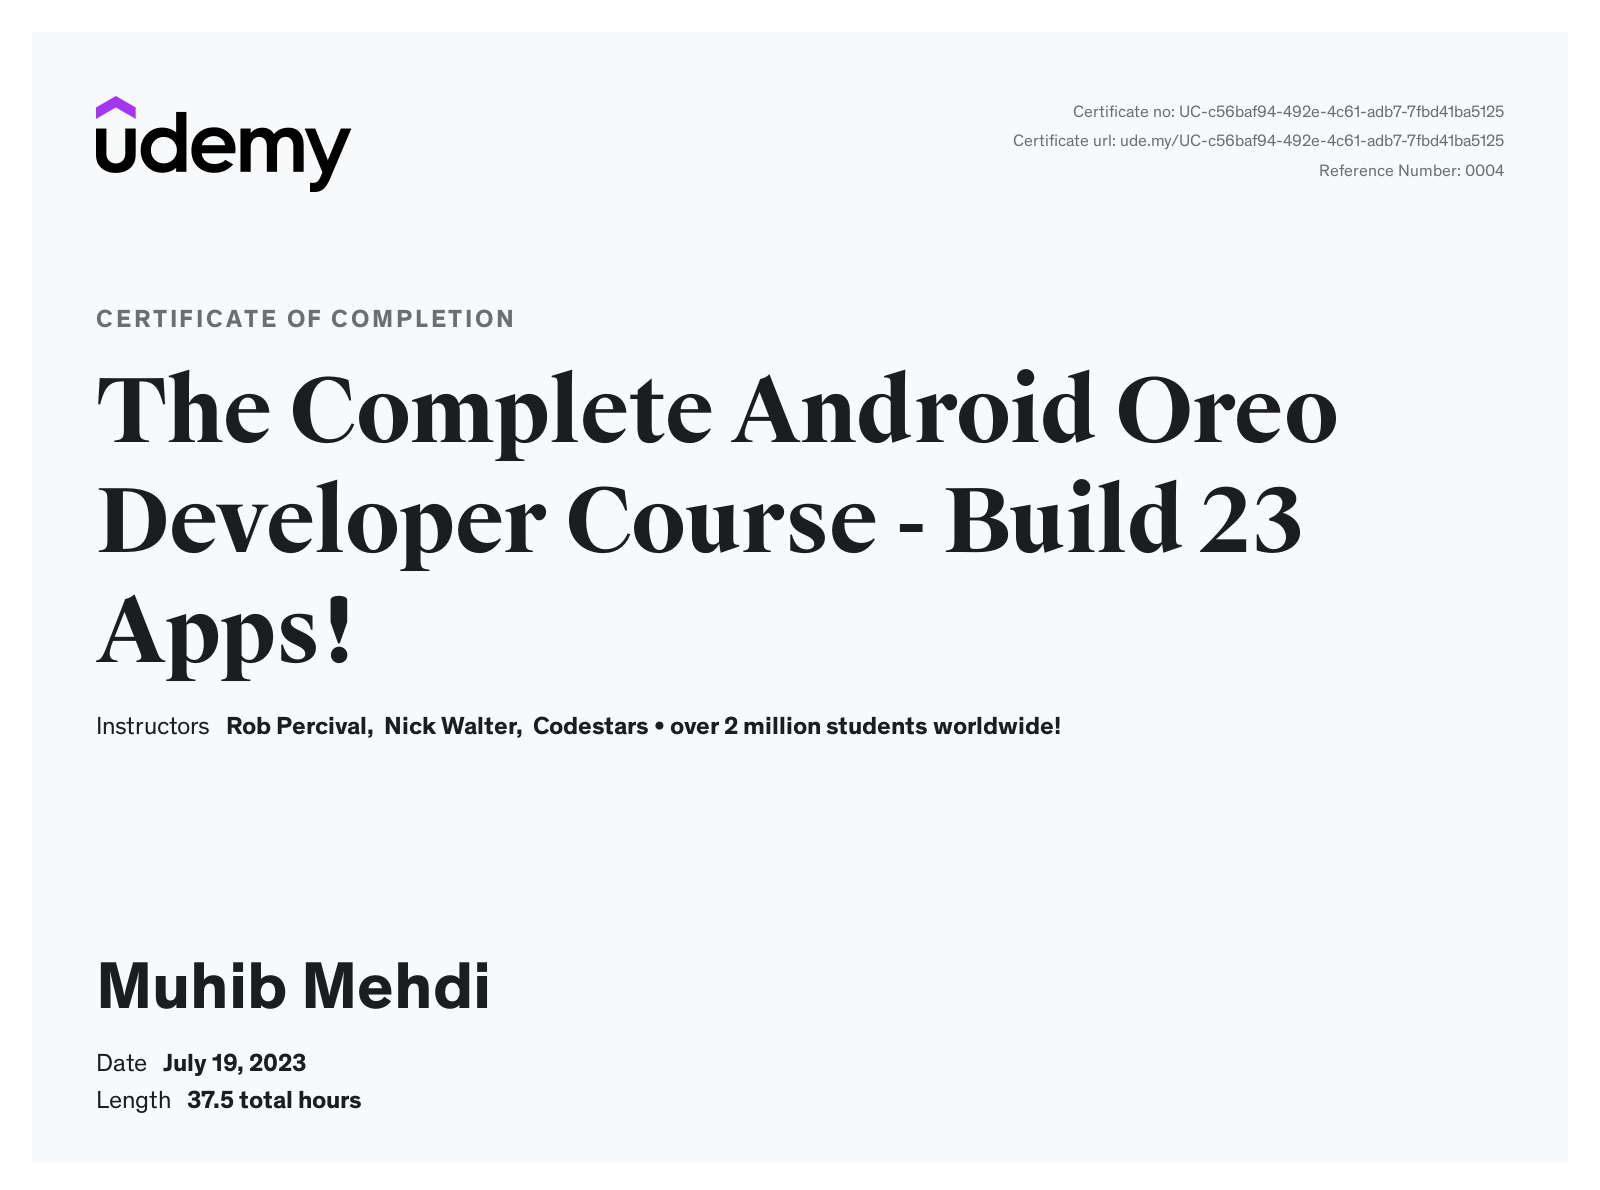 udemy
Certificate no: UC-c56baf94-492e-4c61-adb7-7fbd41ba5125
Certificate url: ude.my/UC-c56baf94-492e-4c61-adb7-7fbd41ba5125
Reference Number: 0004
CERTIFICATE OF COMPLETION
The Complete Android Oreo
Developer Course - Build 23
Apps!
Instructors Rob Percival, Nick Walter, Codestars • over 2 million students worldwide!
Muhib Mehdi
Date July 19, 2023
Length 37.5 total hours